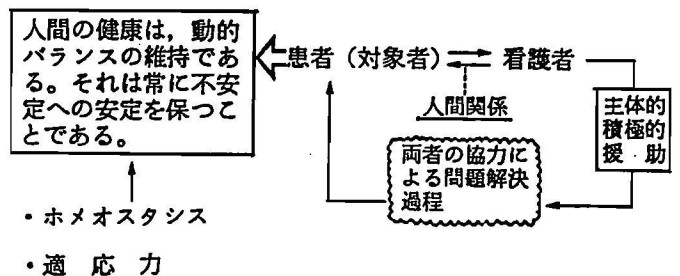 人間の健康は，動的
バランスの維持であ
る。それは常に不安
定への安定を保つこ
とである。
患者（対象者）
看護者
人間関係
主体的
積極的
援　助
両者の協力に
よる問題解決
過程
・ホメオスタシス
・適　応　力